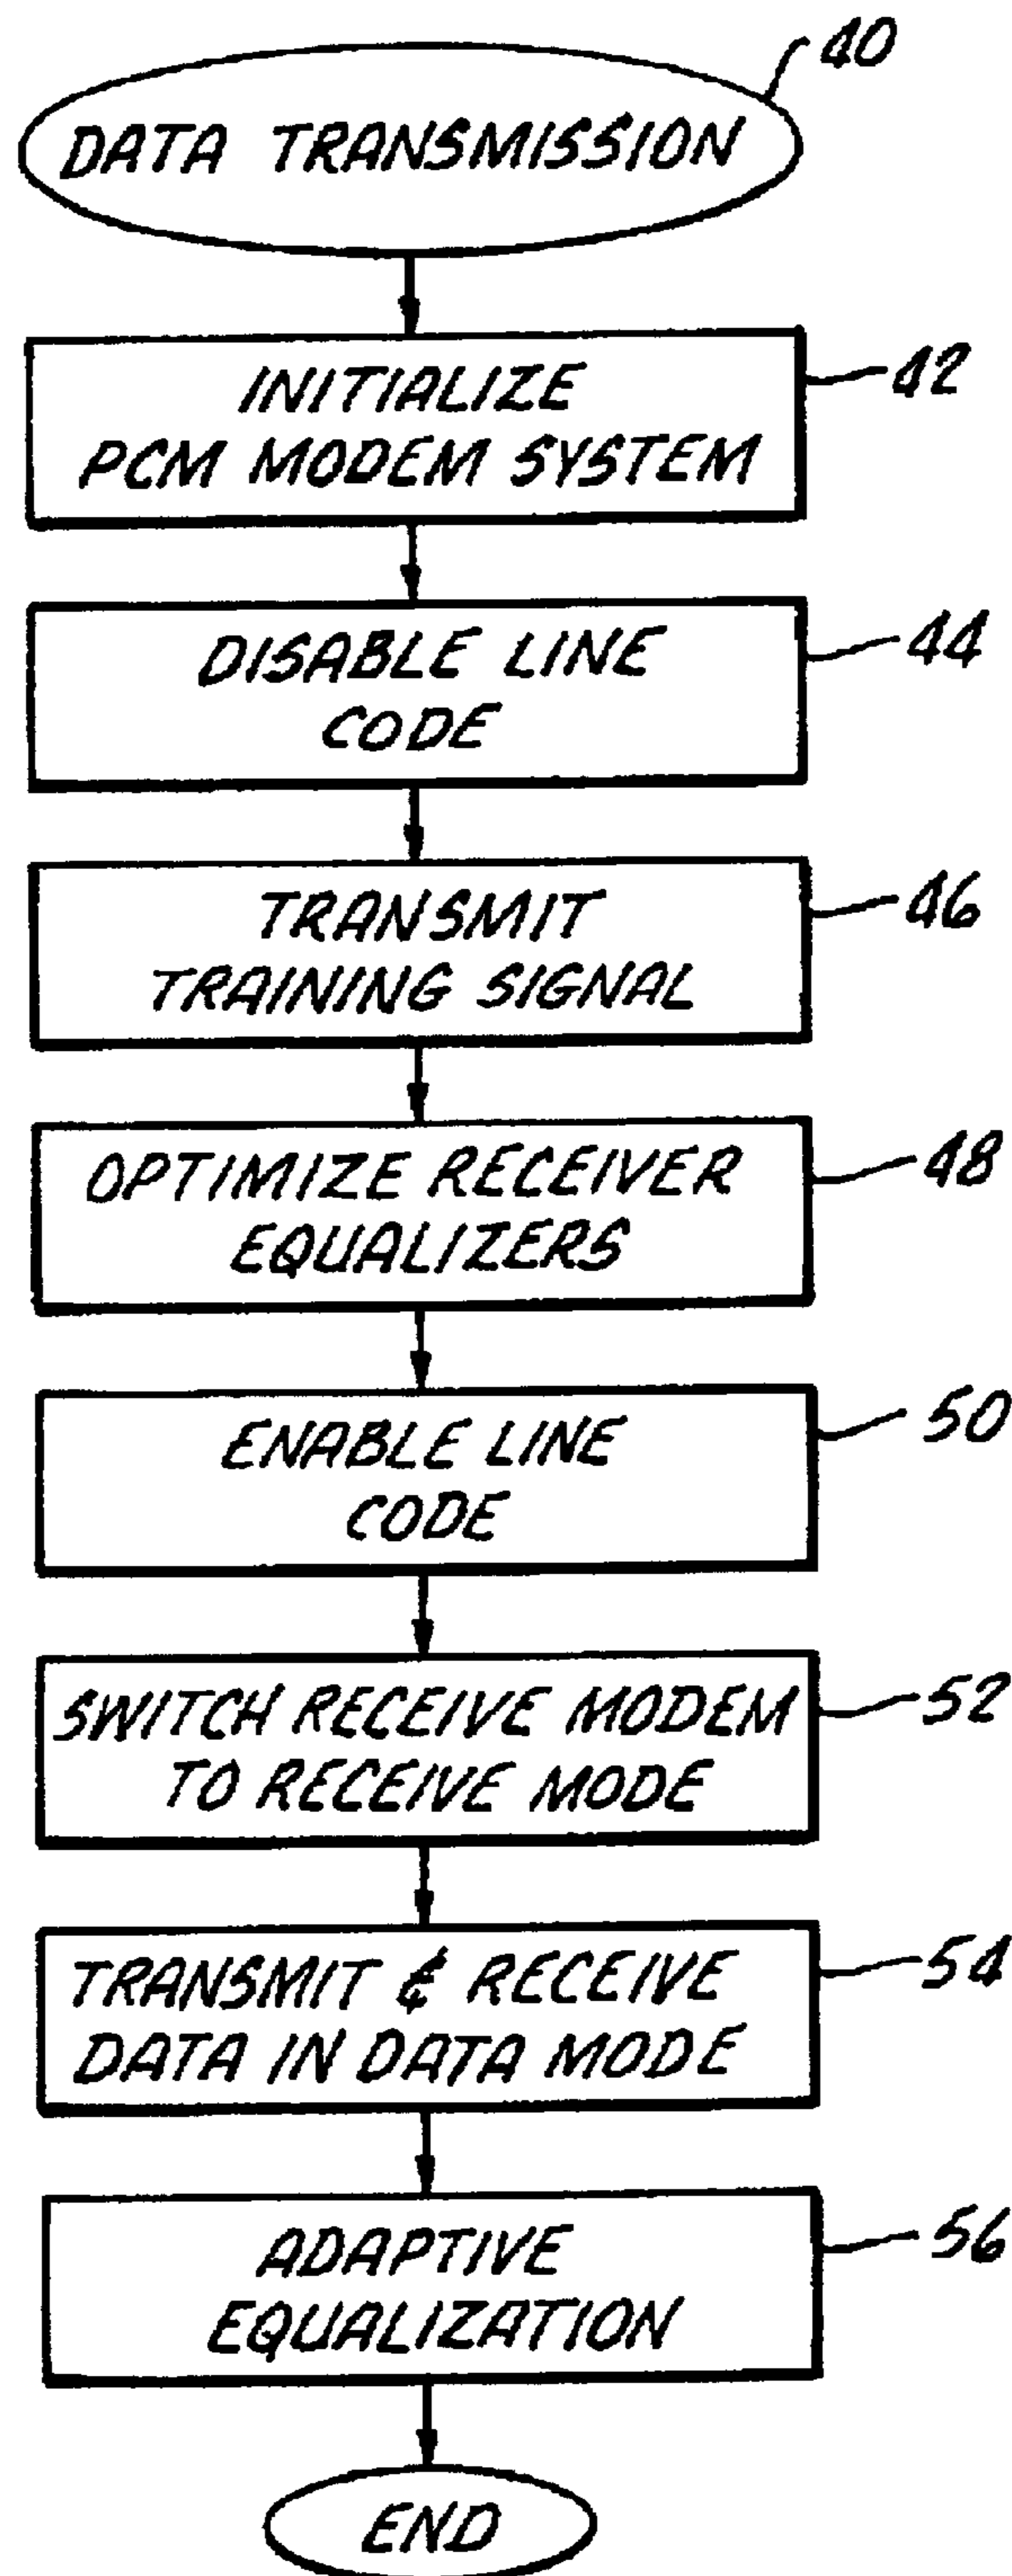 40
DATA TRANSMISSION
INITIALIZE
PCM MODEM SYSTEM
42
DISABLE LINE
CODE
44
TRANSMIT
TRAINING SIGNAL
46
OPTIMIZE RECEIVER
EQUALIZERS
48
ENABLE LINE
CODE
50
SWITCH RECEIVE MODEM
TO RECEIVE MODE
52
TRANSMIT & RECEIVE
DATA IN DATA MODE
54
ADAPTIVE
EQUALIZATION
56
END